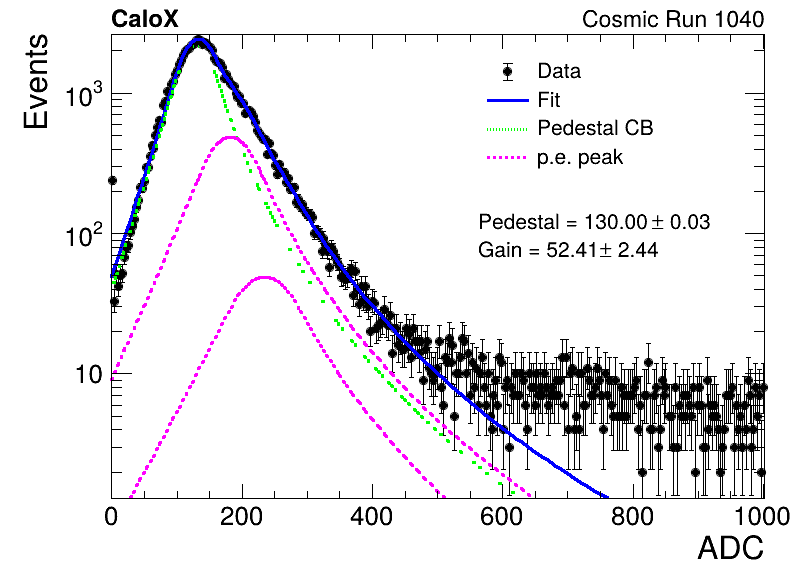 CaloX Cosmic Run 1040
Events
Data
Fit
Pedestal CB
p.e. peak
Pedestal = 130.00 ± 0.03
Gain = 52.41 ± 2.44
10³
10²
10
0 200 400 600 800 1000
ADC